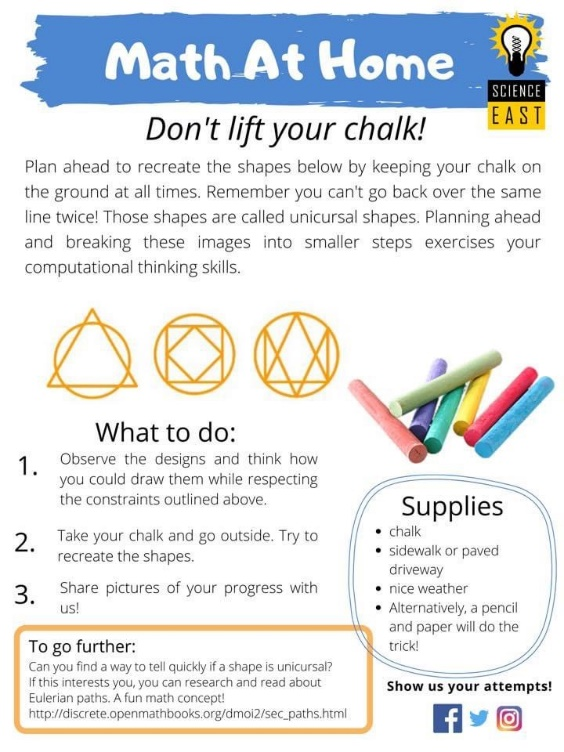 Math At Home
SCIENCE
EAST
Don't lift your chalk!
Plan ahead to recreate the shapes below by keeping your chalk on
the ground at all times. Remember you can't go back over the same
line twice! Those shapes are called unicursal shapes. Planning ahead
and breaking these images into smaller steps exercises your
computational thinking skills.
What to do:
1. Observe the designs and think how
you could draw them while respecting
the constraints outlined above.
2. Take your chalk and go outside. Try to
recreate the shapes.
3. Share pictures of your progress with
us!
Supplies
• chalk
• sidewalk or paved
driveway
• nice weather
• Alternatively, a pencil
and paper will do the
trick!
To go further:
Can you find a way to tell quickly if a shape is unicursal?
If this interests you, you can research and read about
Eulerian paths. A fun math concept!
http://discrete.openmathbooks.org/dmoi2/sec_paths.html
Show us your attempts!